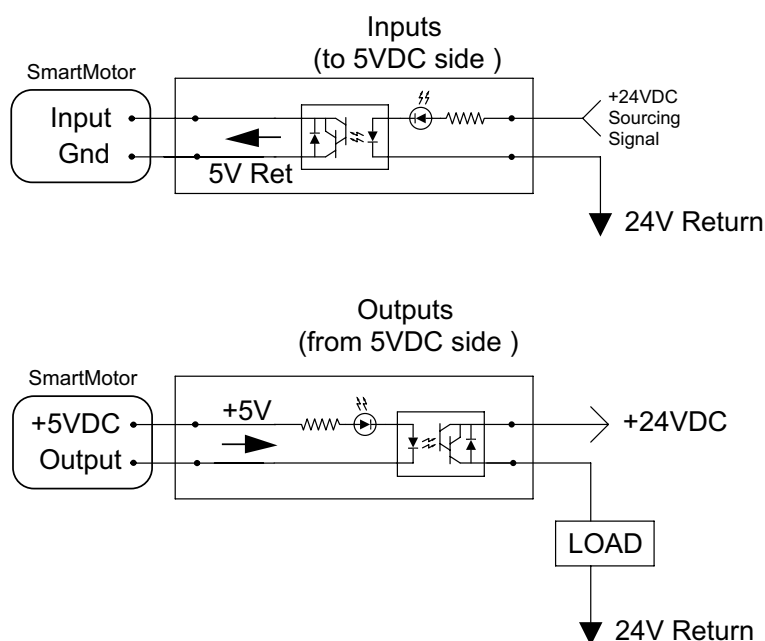 Inputs
(to 5VDC side )
SmartMotor
Input
Gnd
5V Ret
+24VDC
Sourcing
Signal
24V Return
Outputs
(from 5VDC side )
SmartMotor
+5VDC
Output
+5V
+24VDC
LOAD
24V Return